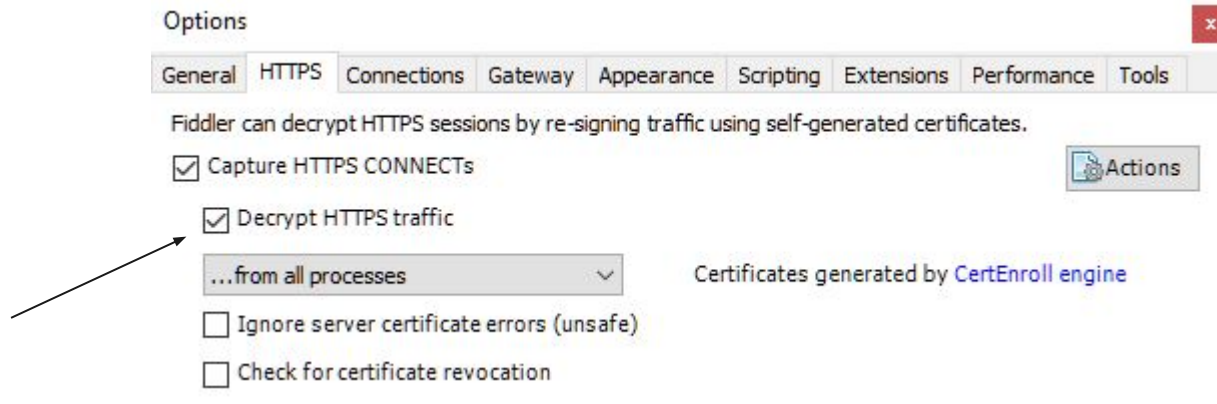 Options
x
General HTTPS Connections Gateway Appearance Scripting Extensions Performance Tools
Fiddler can decrypt HTTPS sessions by re-signing traffic using self-generated certificates.
Capture HTTPS CONNECTs Actions
Decrypt HTTPS traffic
...from all processes Certificates generated by CertEnroll engine
Ignore server certificate errors (unsafe)
Check for certificate revocation